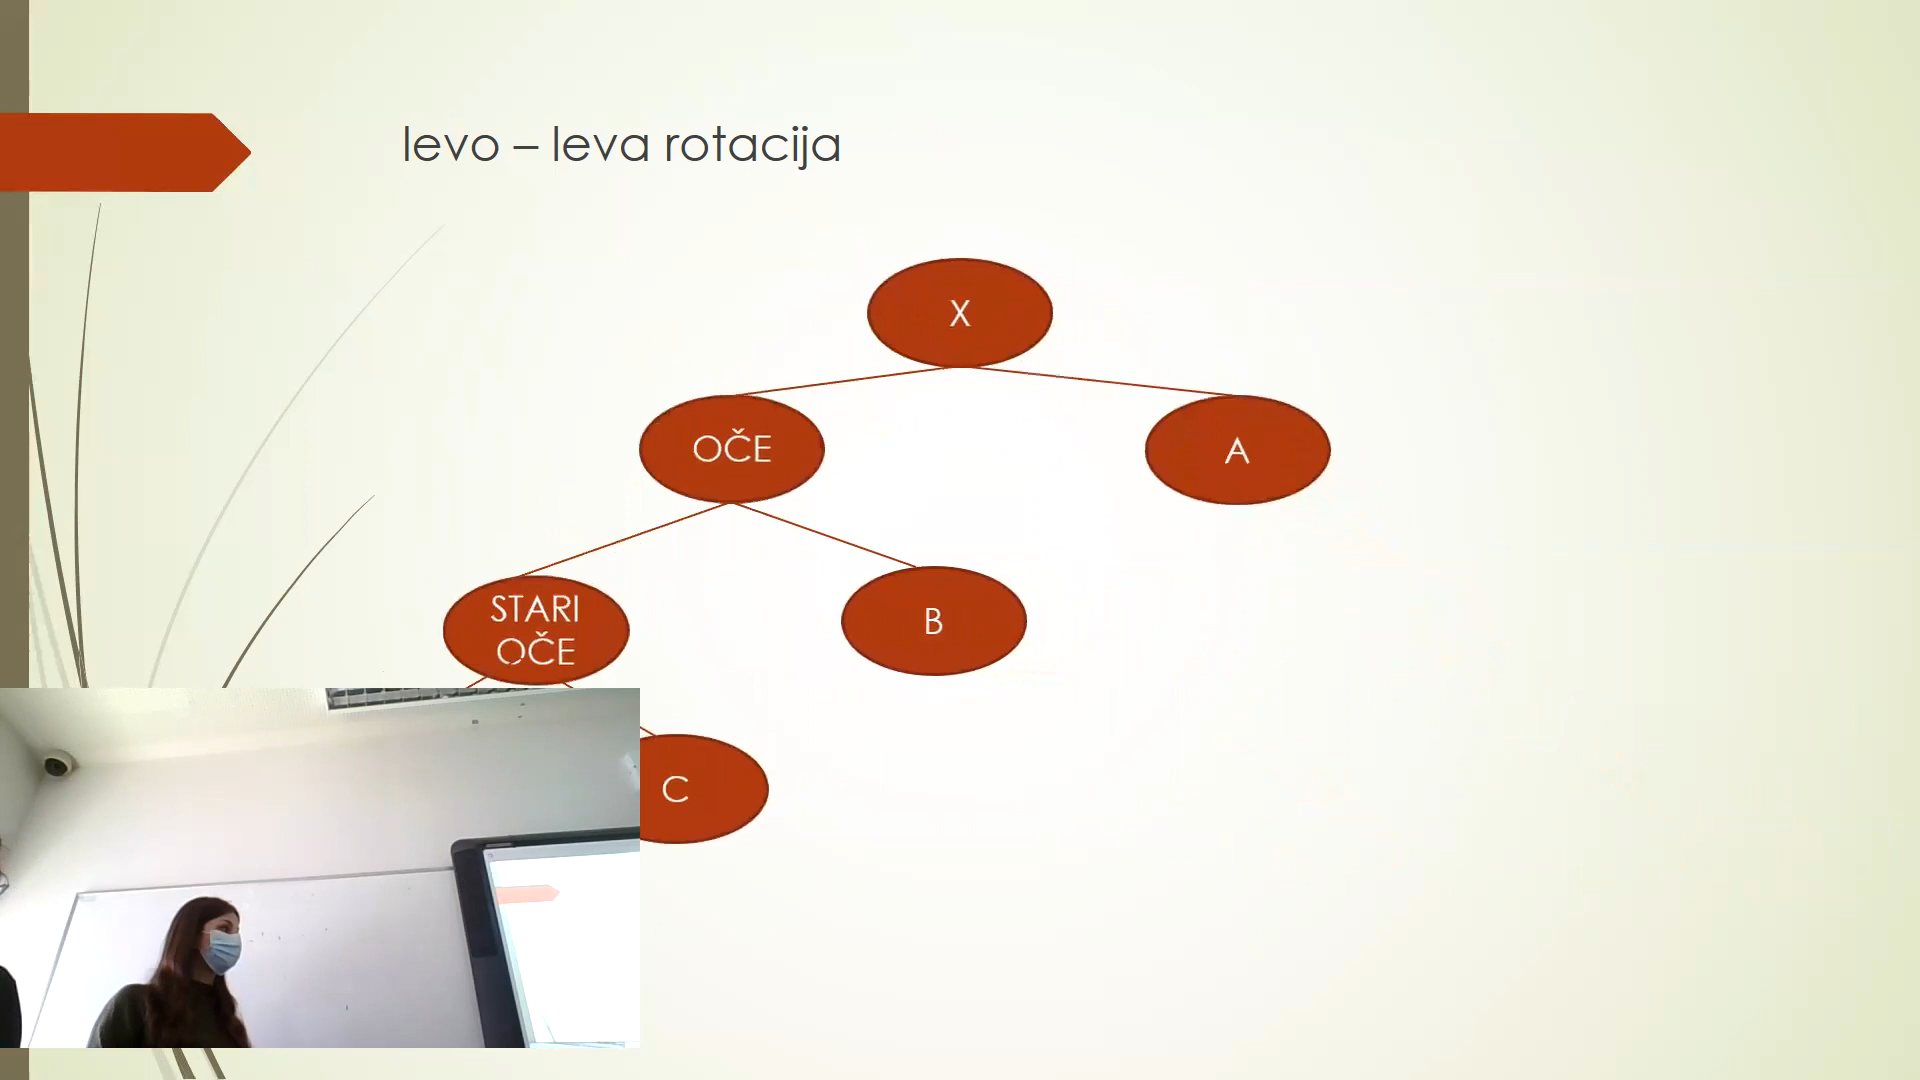 levo – leva rotacija
X
OČE
A
STARI
OČE
B
C